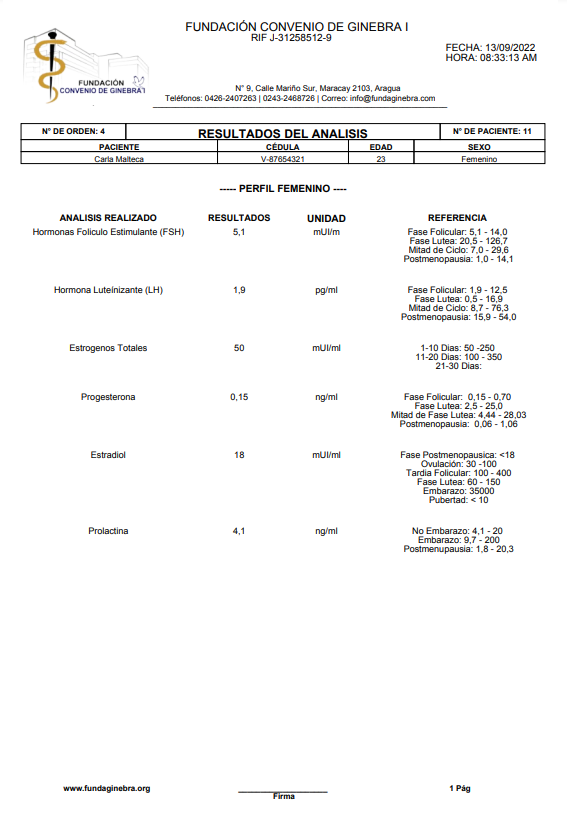 FUNDACIÓN CONVENIO DE GINEBRA I
RIF J-31258512-9
FECHA: 13/09/2022
HORA: 08:33:13 AM
FUNDACIÓN
CONVENIO DE GINEBRA I
N° 9, Calle Mariño Sur, Maracay 2103, Aragua
Teléfonos: 0426-2407263 | 0243-2468726 | Correo: info@fundaginebra.com
N° DE ORDEN: 4 RESULTADOS DEL ANALISIS N° DE PACIENTE: 11
PACIENTE CÉDULA EDAD SEXO
Carla Malteca V-87654321 23 Femenino
----- PERFIL FEMENINO ----
ANALISIS REALIZADO RESULTADOS UNIDAD REFERENCIA
Hormonas Foliculo Estimulante (FSH) 5,1 mUI/m Fase Folicular: 5,1 - 14,0
Fase Lutea: 20,5 - 126,7
Mitad de Ciclo: 7,0 - 29,6
Postmenopausia: 1,0 - 14,1
Hormona Luteínizante (LH) 1,9 pg/ml Fase Folicular: 1,9 - 12,5
Fase Lutea: 0,5 - 16,9
Mitad de Ciclo: 8,7 - 76,3
Postmenopausia: 15,9 - 54,0
Estrogenos Totales 50 mUI/ml 1-10 Dias: 50 -250
11-20 Dias: 100 - 350
21-30 Dias:
Progesterona 0,15 ng/ml Fase Folicular: 0,15 - 0,70
Fase Lutea: 2,5 - 25,0
Mitad de Fase Lutea: 4,44 - 28,03
Postmenopausia: 0,06 - 1,06
Estradiol 18 mUI/ml Fase Postmenopausica: <18
Ovulación: 30 -100
Tardia Folicular: 100 - 400
Fase Lutea: 60 - 150
Embarazo: 35000
Pubertad: < 10
Prolactina 4,1 ng/ml No Embarazo: 4,1 - 20
Embarazo: 9,7 - 200
Postmenupausia: 1,8 - 20,3
www.fundaginebra.org 1 Pág
Firma